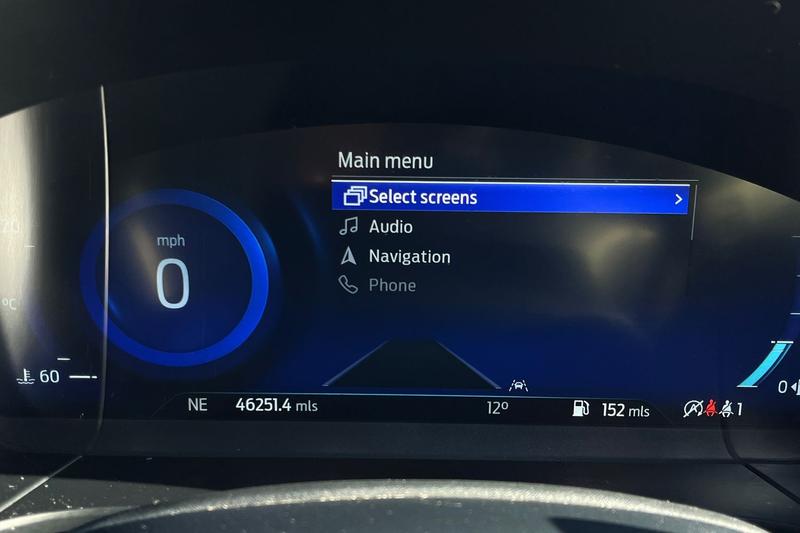 Main menu
Select screens
Audio
Navigation
Phone
mph
0
°C
60
0
NE 46251.4 mls 12° 152 mls 1